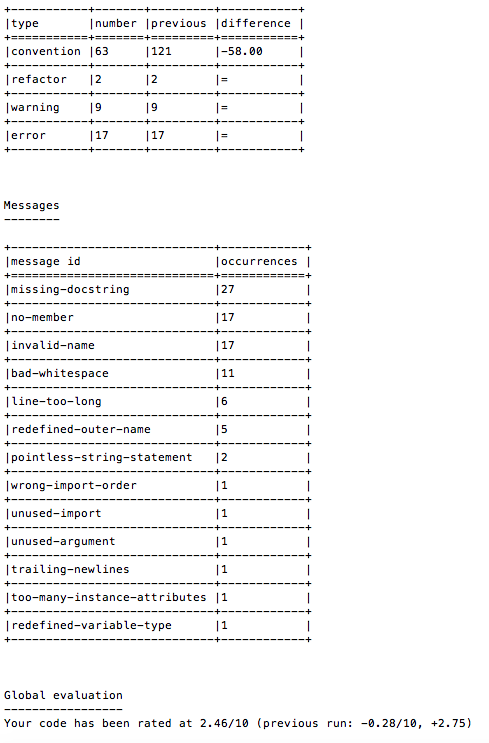 +-----------+-------+---------+-----------+
|type       |number |previous |difference |
+===========+=======+=========+===========+
|convention |63     |121      |-58.00     |
+-----------+-------+---------+-----------+
|refactor   |2      |2        |=          |
+-----------+-------+---------+-----------+
|warning    |9      |9        |=          |
+-----------+-------+---------+-----------+
|error      |17     |17       |=          |
+-----------+-------+---------+-----------+
Messages
--------
+-----------------------------+------------+
|message id                   |occurrences |
+=============================+============+
|missing-docstring            |27          |
+-----------------------------+------------+
|no-member                    |17          |
+-----------------------------+------------+
|invalid-name                 |17          |
+-----------------------------+------------+
|bad-whitespace               |11          |
+-----------------------------+------------+
|line-too-long                |6           |
+-----------------------------+------------+
|redefined-outer-name         |5           |
+-----------------------------+------------+
|pointless-string-statement   |2           |
+-----------------------------+------------+
|wrong-import-order           |1           |
+-----------------------------+------------+
|unused-import                |1           |
+-----------------------------+------------+
|unused-argument              |1           |
+-----------------------------+------------+
|trailing-newlines            |1           |
+-----------------------------+------------+
|too-many-instance-attributes |1           |
+-----------------------------+------------+
|redefined-variable-type      |1           |
+-----------------------------+------------+
Global evaluation
-----------------
Your code has been rated at 2.46/10 (previous run: -0.28/10, +2.75)